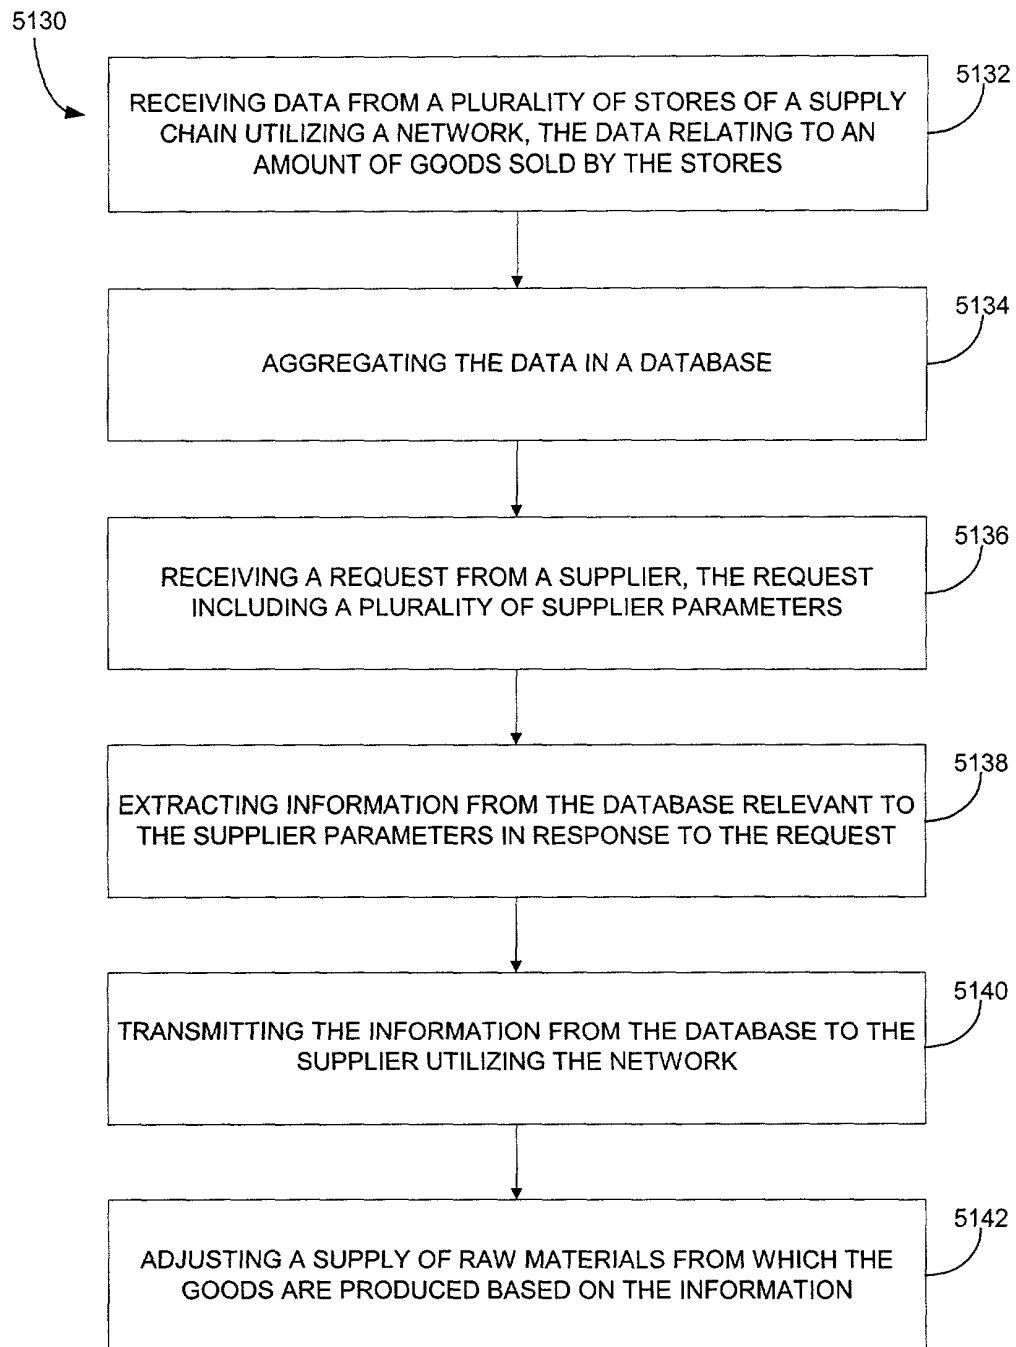 5130
5132
RECEIVING DATA FROM A PLURALITY OF STORES OF A SUPPLY
CHAIN UTILIZING A NETWORK, THE DATA RELATING TO AN
AMOUNT OF GOODS SOLD BY THE STORES
5134
AGGREGATING THE DATA IN A DATABASE
5136
RECEIVING A REQUEST FROM A SUPPLIER, THE REQUEST
INCLUDING A PLURALITY OF SUPPLIER PARAMETERS
5138
EXTRACTING INFORMATION FROM THE DATABASE RELEVANT TO
THE SUPPLIER PARAMETERS IN RESPONSE TO THE REQUEST
5140
TRANSMITTING THE INFORMATION FROM THE DATABASE TO THE
SUPPLIER UTILIZING THE NETWORK
5142
ADJUSTING A SUPPLY OF RAW MATERIALS FROM WHICH THE
GOODS ARE PRODUCED BASED ON THE INFORMATION